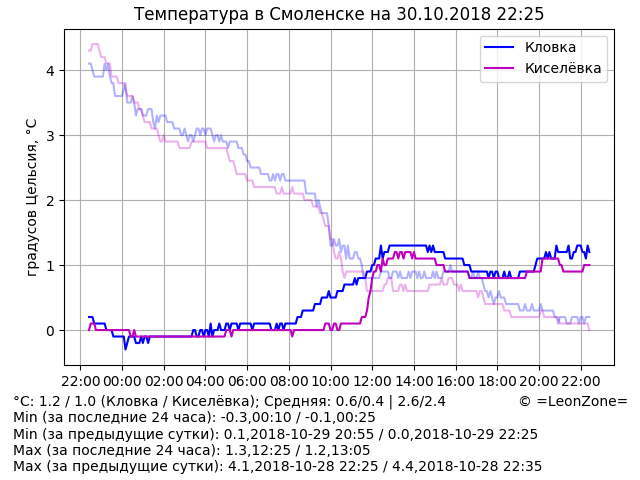 Температура в Смоленске на 30.10.2018 22:25
Кловка
Киселёвка
градусов Цельсия, °C
4
3
2
1
0
22:00 00:00 02:00 04:00 06:00 08:00 10:00 12:00 14:00 16:00 18:00 20:00 22:00
°C: 1.2 / 1.0 (Кловка / Киселёвка); Средняя: 0.6/0.4 | 2.6/2.4 © =LeonZone=
Min (за последние 24 часа): -0.3,00:10 / -0.1,00:25
Min (за предыдущие сутки): 0.1,2018-10-29 20:55 / 0.0,2018-10-29 22:25
Max (за последние 24 часа): 1.3,12:25 / 1.2,13:05
Max (за предыдущие сутки): 4.1,2018-10-28 22:25 / 4.4,2018-10-28 22:35